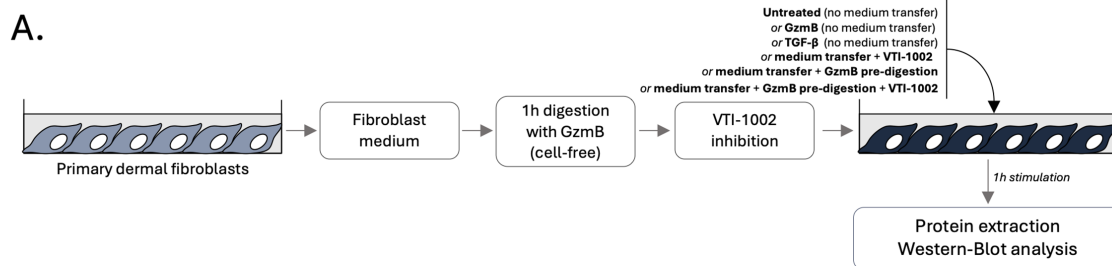 A.
Untreated (no medium transfer)
or GzmB (no medium transfer)
or TGF-β (no medium transfer)
or medium transfer + VTI-1002
or medium transfer + GzmB pre-digestion
or medium transfer + GzmB pre-digestion + VTI-1002
Primary dermal fibroblasts
Fibroblast
medium
1h digestion
with GzmB
(cell-free)
VTI-1002
inhibition
1h stimulation
Protein extraction
Western-Blot analysis